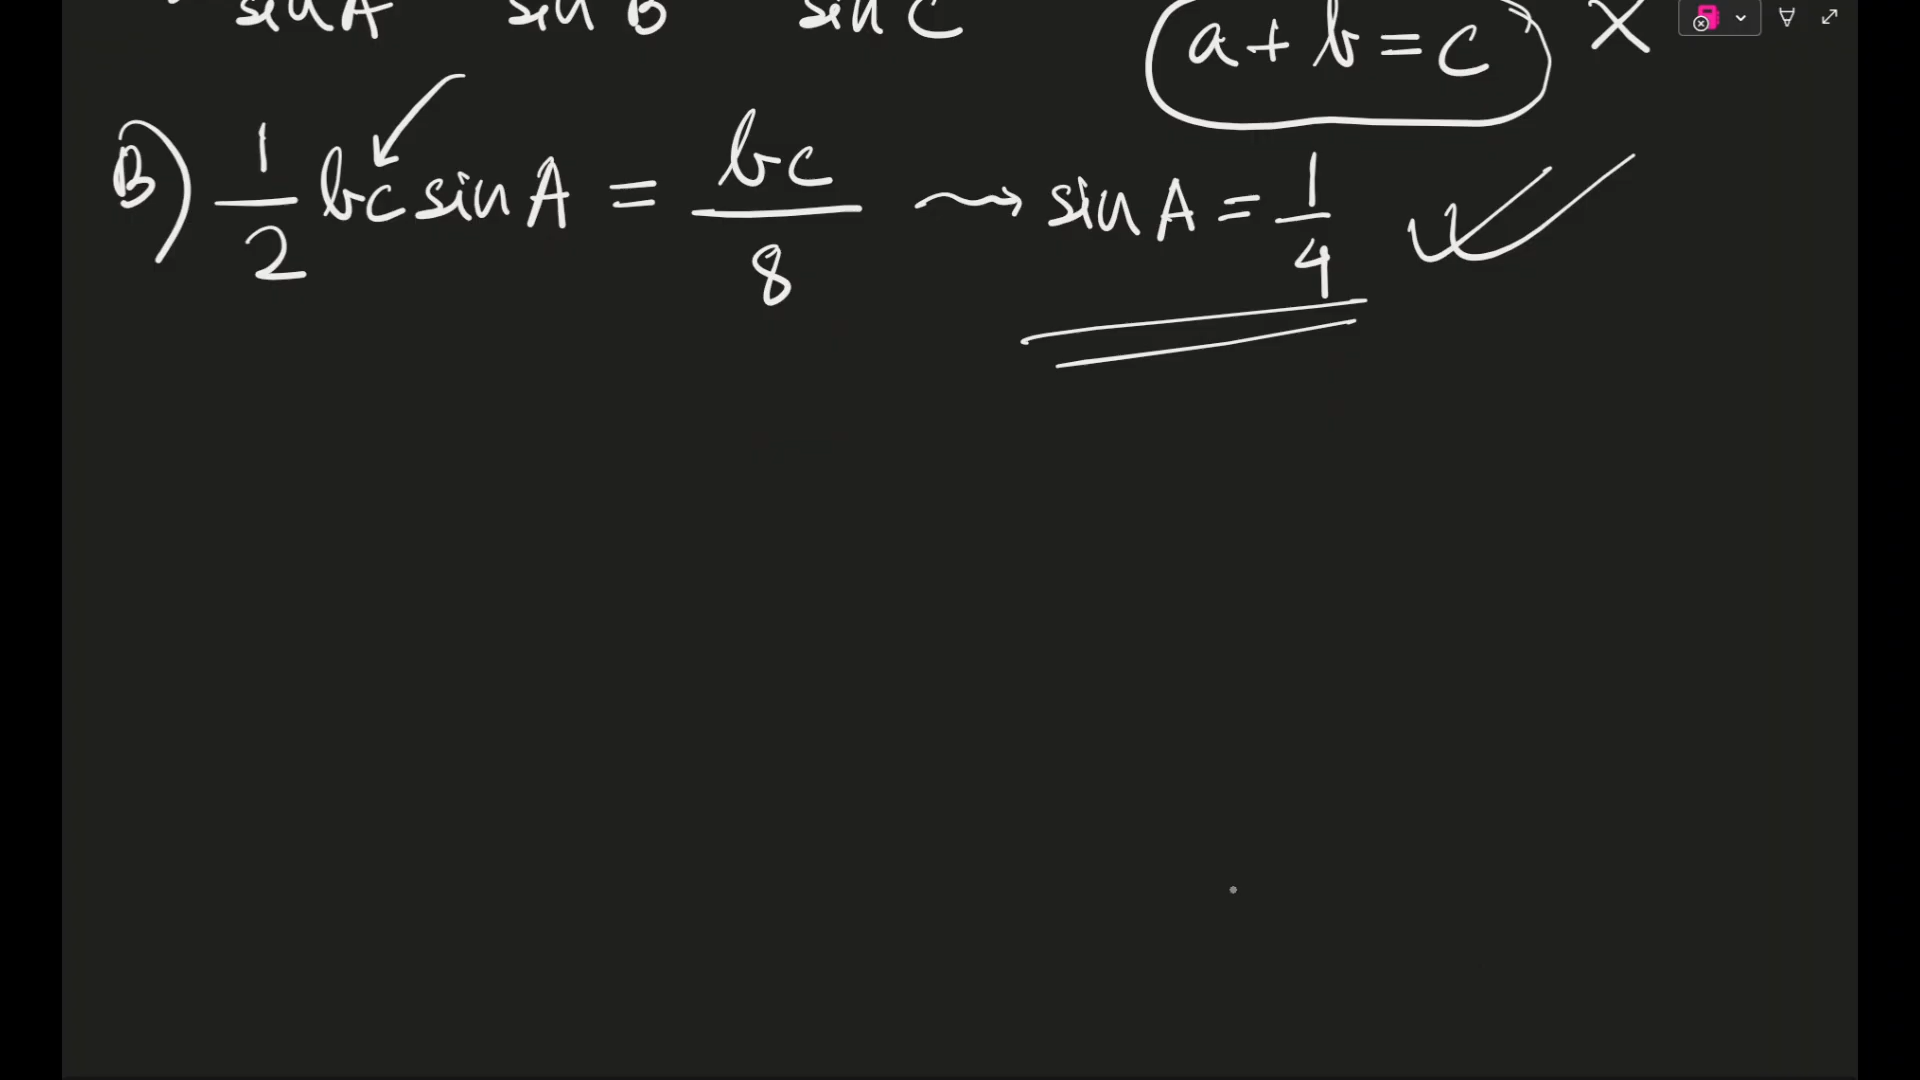 sin A sin B sin C
a + b = c X
B) 1/2 bc sin A = bc/8 ⇝ sin A = 1/4 ✓